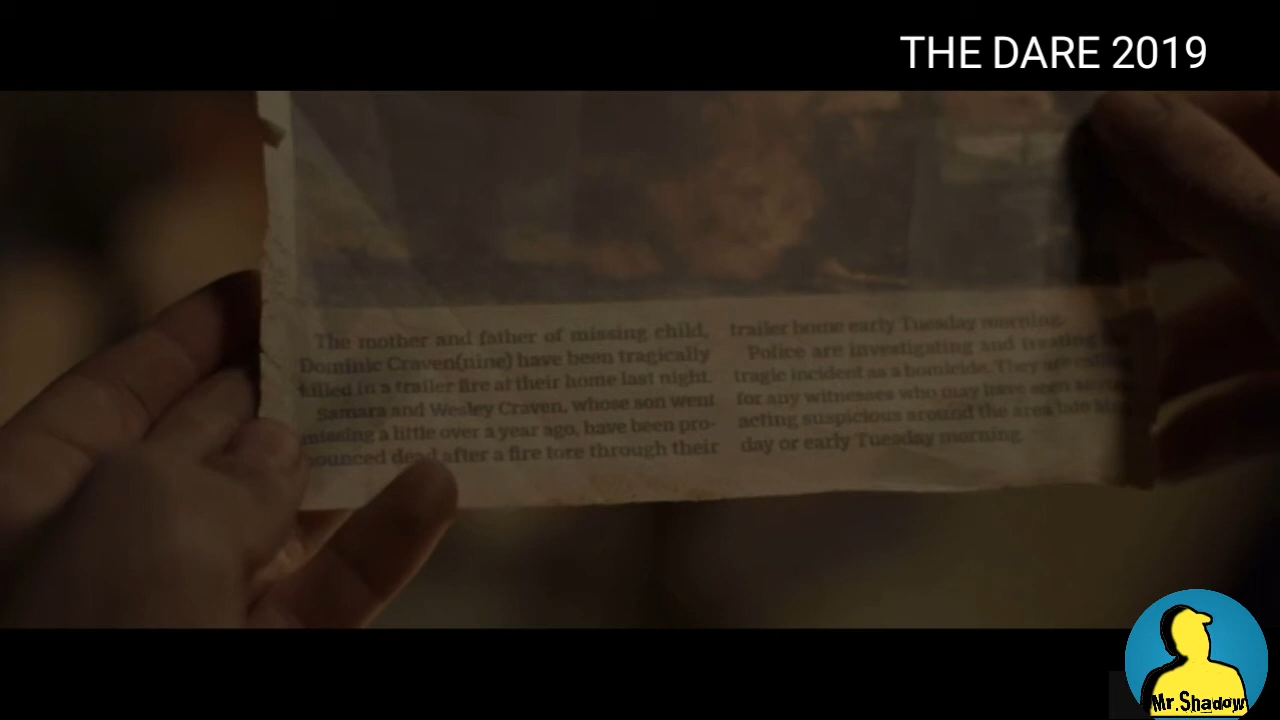 THE DARE 2019
The mother and father of missing child,
Dominic Craven(nine) have been tragically
killed in a trailer fire at their home last night.
Samara and Wesley Craven, whose son went
missing a little over a year ago, have been pro-
nounced dead after a fire tore through their
trailer home early Tuesday morning.
Police are investigating and treating
tragic incident as a homicide. They are
for any witnesses who may have seen
acting suspicious around the area late
day or early Tuesday morning.
Mr.Shadow